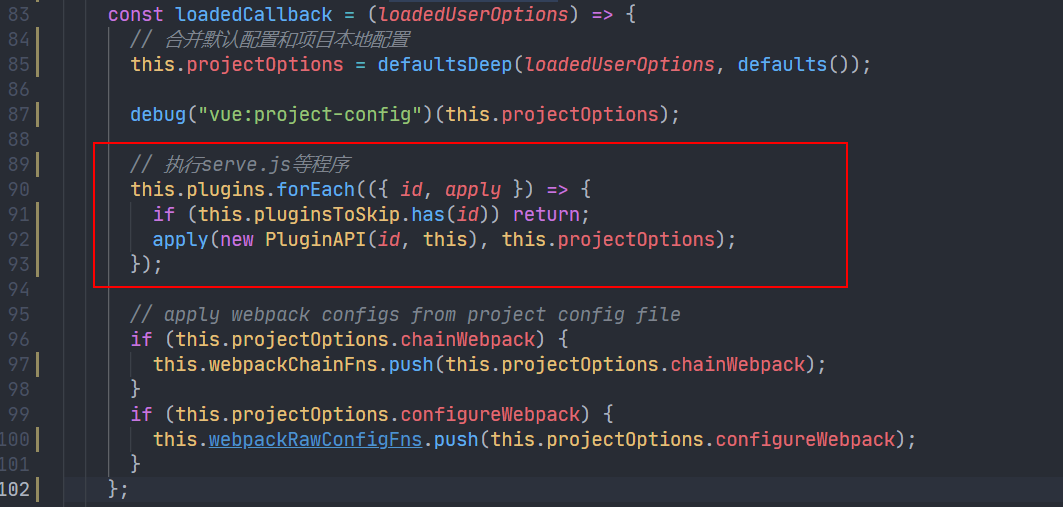 83 const loadedCallback = (loadedUserOptions) => {
84 // 合并默认配置和项目本地配置
85 this.projectOptions = defaultsDeep(loadedUserOptions, defaults());
86
87 debug("vue:project-config")(this.projectOptions);
88
89 // 执行serve.js等程序
90 this.plugins.forEach(({ id, apply }) => {
91 if (this.pluginsToSkip.has(id)) return;
92 apply(new PluginAPI(id, this), this.projectOptions);
93 });
94
95 // apply webpack configs from project config file
96 if (this.projectOptions.chainWebpack) {
97 this.webpackChainFns.push(this.projectOptions.chainWebpack);
98 }
99 if (this.projectOptions.configureWebpack) {
100 this.webpackRawConfigFns.push(this.projectOptions.configureWebpack);
101 }
102 };